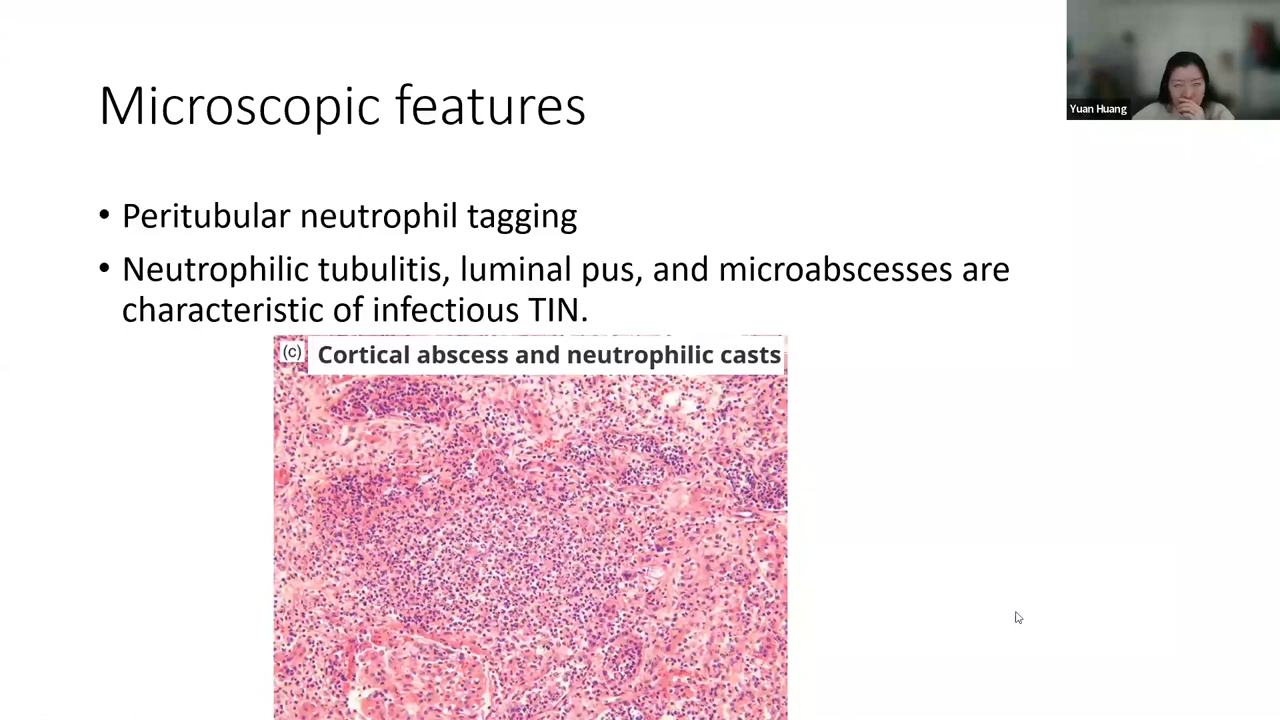 Microscopic features
Yuan Huang
• Peritubular neutrophil tagging
• Neutrophilic tubulitis, luminal pus, and microabscesses are
characteristic of infectious TIN.
(c) Cortical abscess and neutrophilic casts